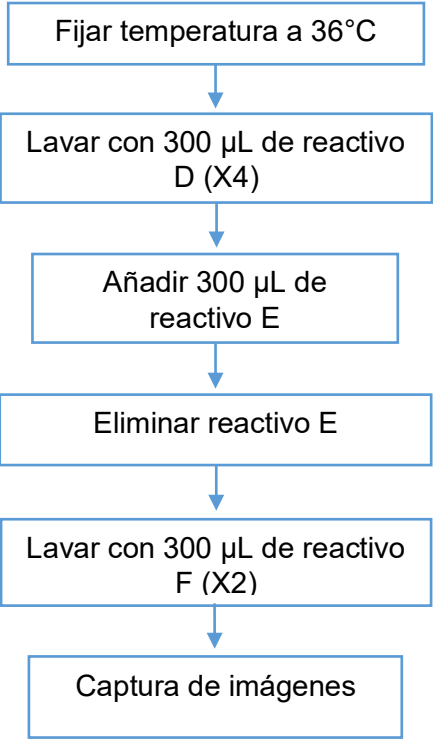 Fijar temperatura a 36°C
Lavar con 300 µL de reactivo
D (X4)
Añadir 300 µL de
reactivo E
Eliminar reactivo E
Lavar con 300 µL de reactivo
F (X2)
Captura de imágenes